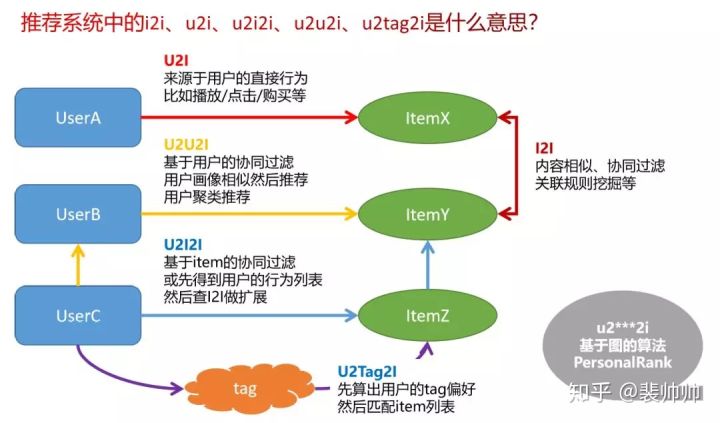 推荐系统中的i2i、u2i、u2i2i、u2u2i、u2tag2i是什么意思？
U2I
来源于用户的直接行为
比如播放/点击/购买等
UserA
ItemX
U2U2I
基于用户的协同过滤
用户画像相似然后推荐
用户聚类推荐
I2I
内容相似、协同过滤
关联规则挖掘等
UserB
ItemY
U2I2I
基于item的协同过滤
或先得到用户的行为列表
然后查I2I做扩展
UserC
ItemZ
u2***2i
基于图的算法
PersonalRank
tag
U2Tag2I
先算出用户的tag偏好
然后匹配item列表
知乎 @裴帅帅